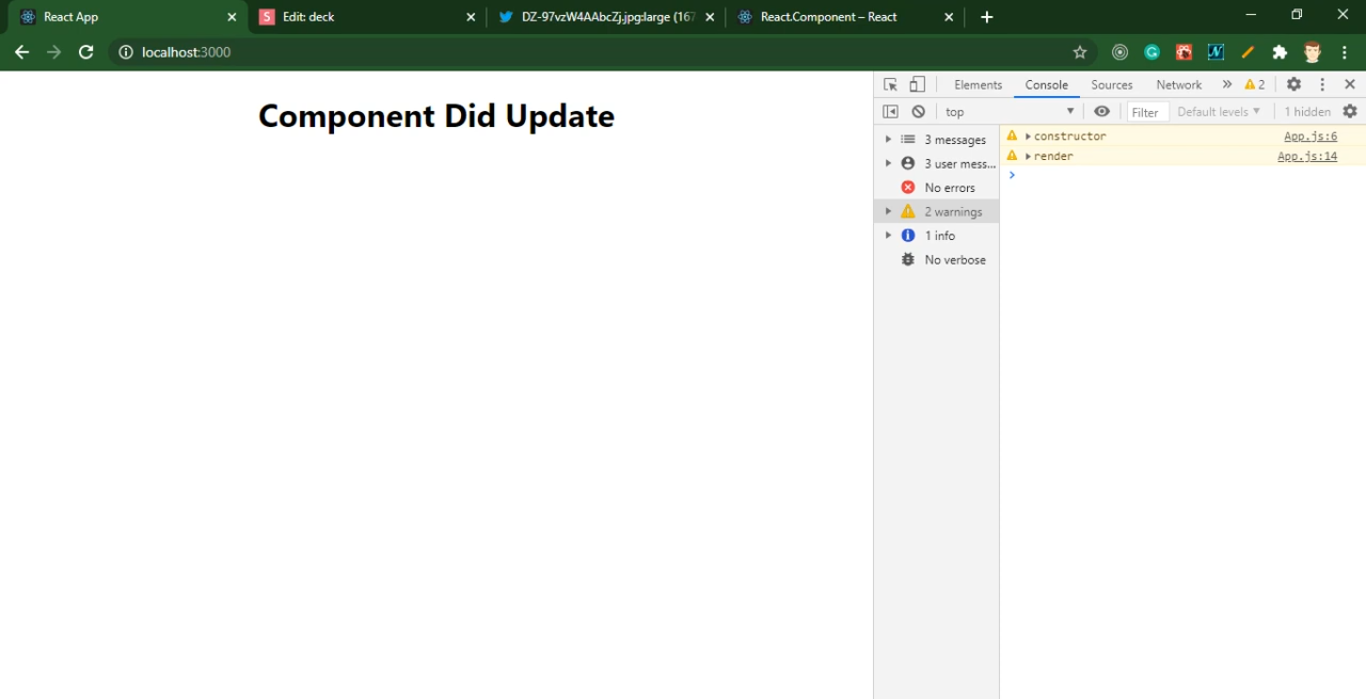 React App
Edit: deck
DZ-97vzW4AAbcZj.jpg:large (167
React.Component – React
localhost:3000
Component Did Update
Elements Console Sources Network 2
top Filter Default levels 1 hidden
3 messages
3 user mess...
No errors
2 warnings
1 info
No verbose
constructor App.js:6
render App.js:14